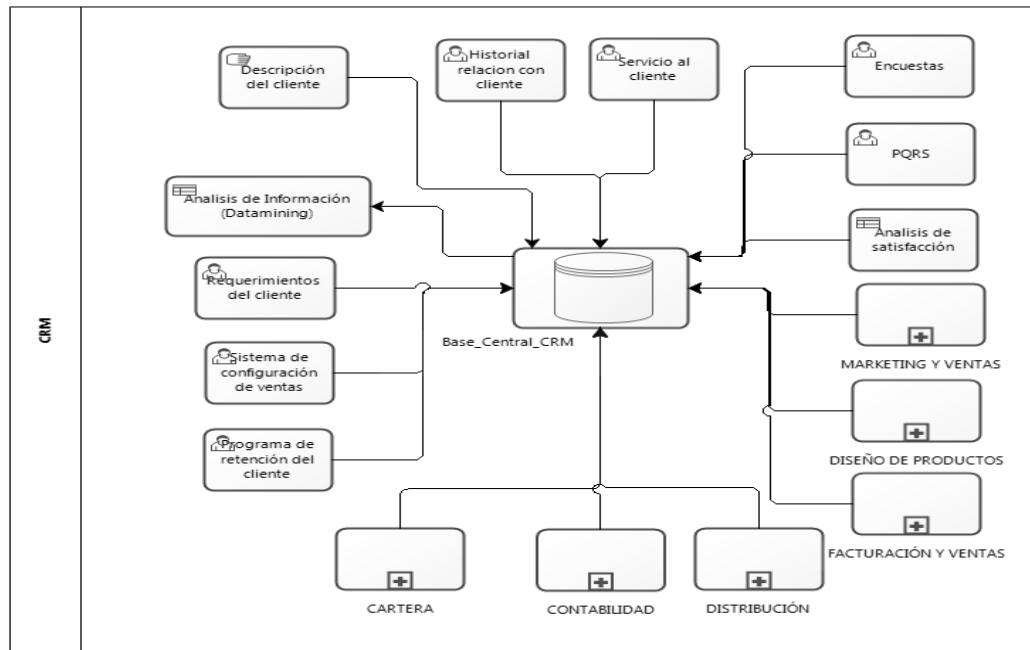 CRM
Descripción
del cliente
Historial
relacion con
cliente
Servicio al
cliente
Encuestas
PQRS
Analisis de Información
(Datamining)
Analisis de
satisfacción
Requerimientos
del cliente
Base_Central_CRM
Sistema de
configuración
de ventas
MARKETING Y VENTAS
Programa de
retención del
cliente
DISEÑO DE PRODUCTOS
FACTURACIÓN Y VENTAS
CARTERA
CONTABILIDAD
DISTRIBUCIÓN